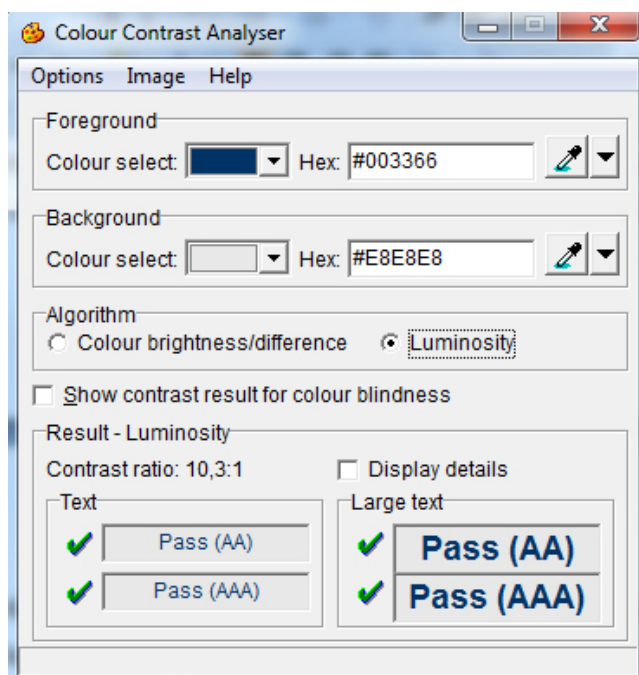 Colour Contrast Analyser
Options Image Help
Foreground
Colour select: Hex: #003366
Background
Colour select: Hex: #E8E8E8
Algorithm
Colour brightness/difference Luminosity
Show contrast result for colour blindness
Result - Luminosity
Contrast ratio: 10,3:1 Display details
Text Large text
Pass (AA) Pass (AA)
Pass (AAA) Pass (AAA)